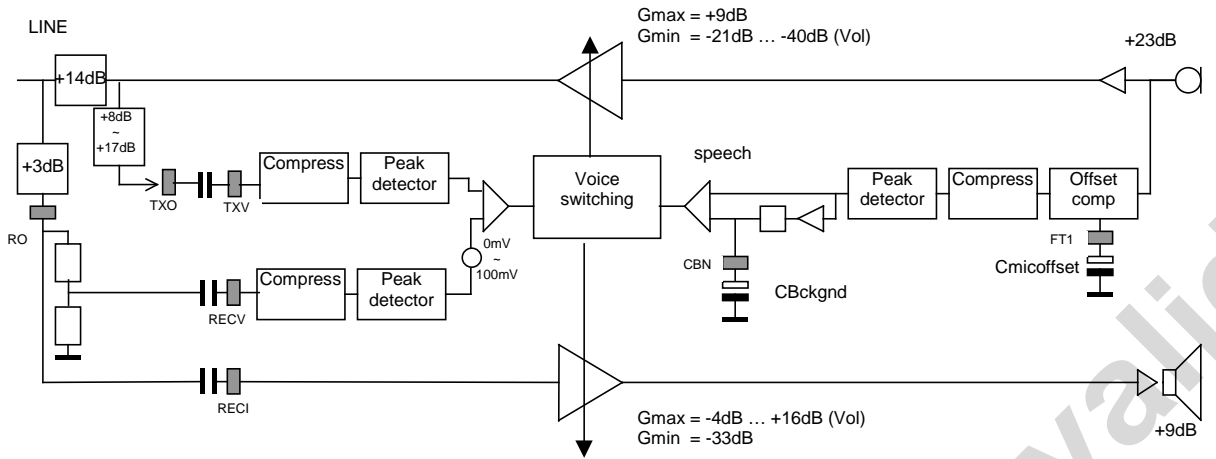 Gmax = +9dB
Gmin = -21dB … -40dB (Vol)
LINE
+23dB
+14dB
+8dB
~
+17dB
+3dB
speech
Compress
Peak
detector
Voice
switching
Peak
detector
Compress
Offset
comp
TXO
TXV
RO
0mV
~
100mV
CBN
FT1
Cmicoffset
CBckgnd
Compress
Peak
detector
RECV
RECI
Gmax = -4dB … +16dB (Vol)
Gmin = -33dB
+9dB